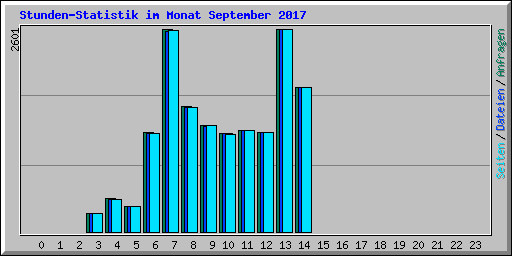 Stunden-Statistik im Monat September 2017
2601
Seiten / Dateien / Anfragen
0 1 2 3 4 5 6 7 8 9 10 11 12 13 14 15 16 17 18 19 20 21 22 23